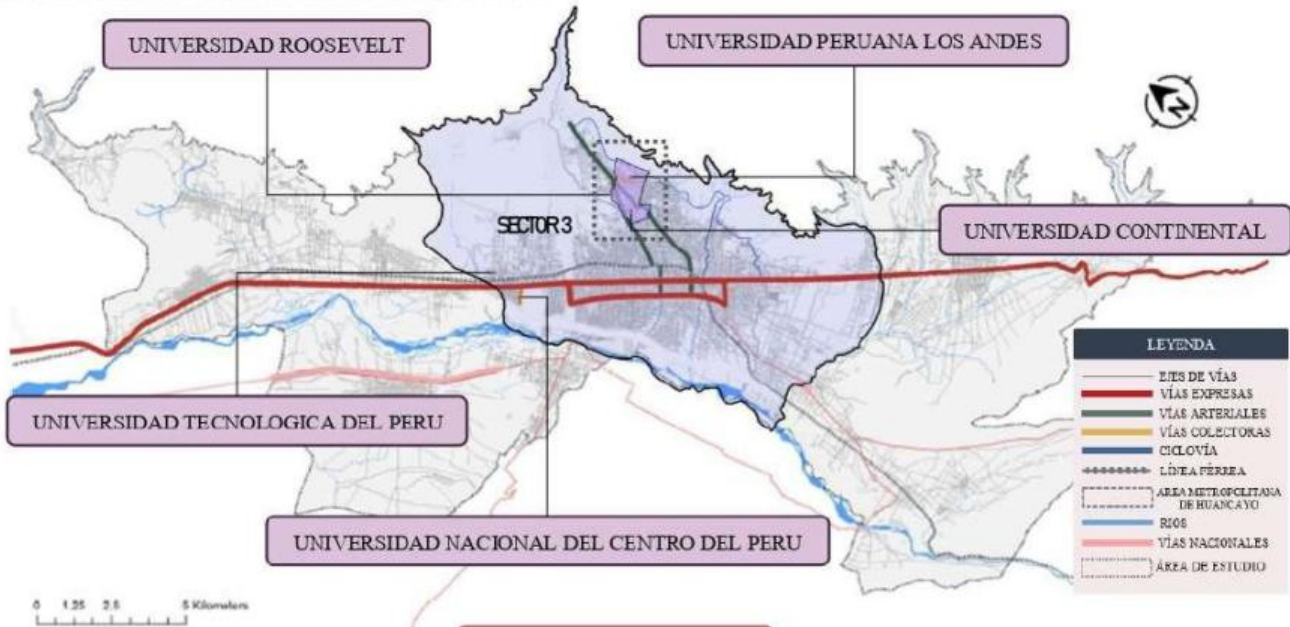 UNIVERSIDAD ROOSEVELT
UNIVERSIDAD PERUANA LOS ANDES
N
SECTOR 3
UNIVERSIDAD CONTINENTAL
UNIVERSIDAD TECNOLOGICA DEL PERU
UNIVERSIDAD NACIONAL DEL CENTRO DEL PERU
LEYENDA
EJES DE VÍAS
VÍAS EXPRESAS
VÍAS ARTERIALES
VÍAS COLECTORAS
CICLOVÍA
LÍNEA FÉRREA
AREA METROPOLITANA
DE HUANCAYO
RIOS
VÍAS NACIONALES
ÁREA DE ESTUDIO
0 1.25 2.5 5 Kilometers